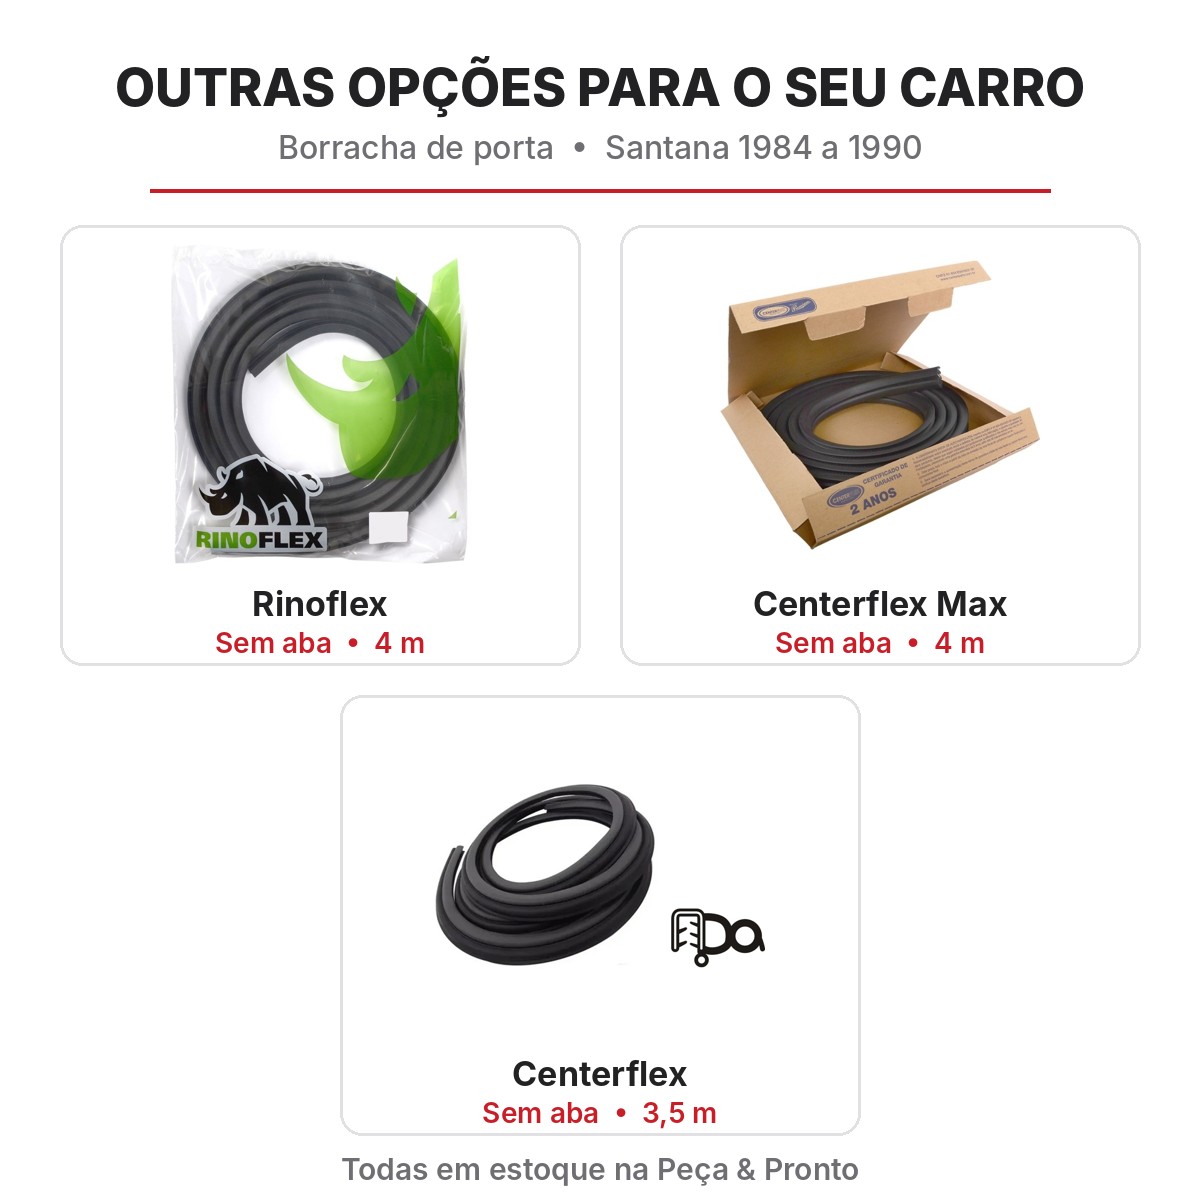 OUTRAS OPÇÕES PARA O SEU CARRO
Borracha de porta • Santana 1984 a 1990
RINOFLEX
CERTIFICADO DE
GARANTIA
2 ANOS
Rinoflex
Sem aba • 4 m
Centerflex Max
Sem aba • 4 m
Centerflex
Sem aba • 3,5 m
Todas em estoque na Peça & Pronto